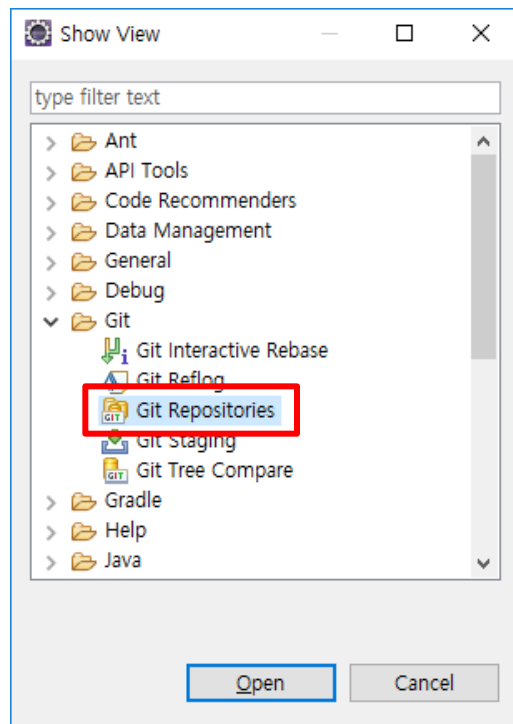 Show View
type filter text
Ant
API Tools
Code Recommenders
Data Management
General
Debug
Git
Git Interactive Rebase
Git Reflog
Git Repositories
Git Staging
Git Tree Compare
Gradle
Help
Java
Open
Cancel